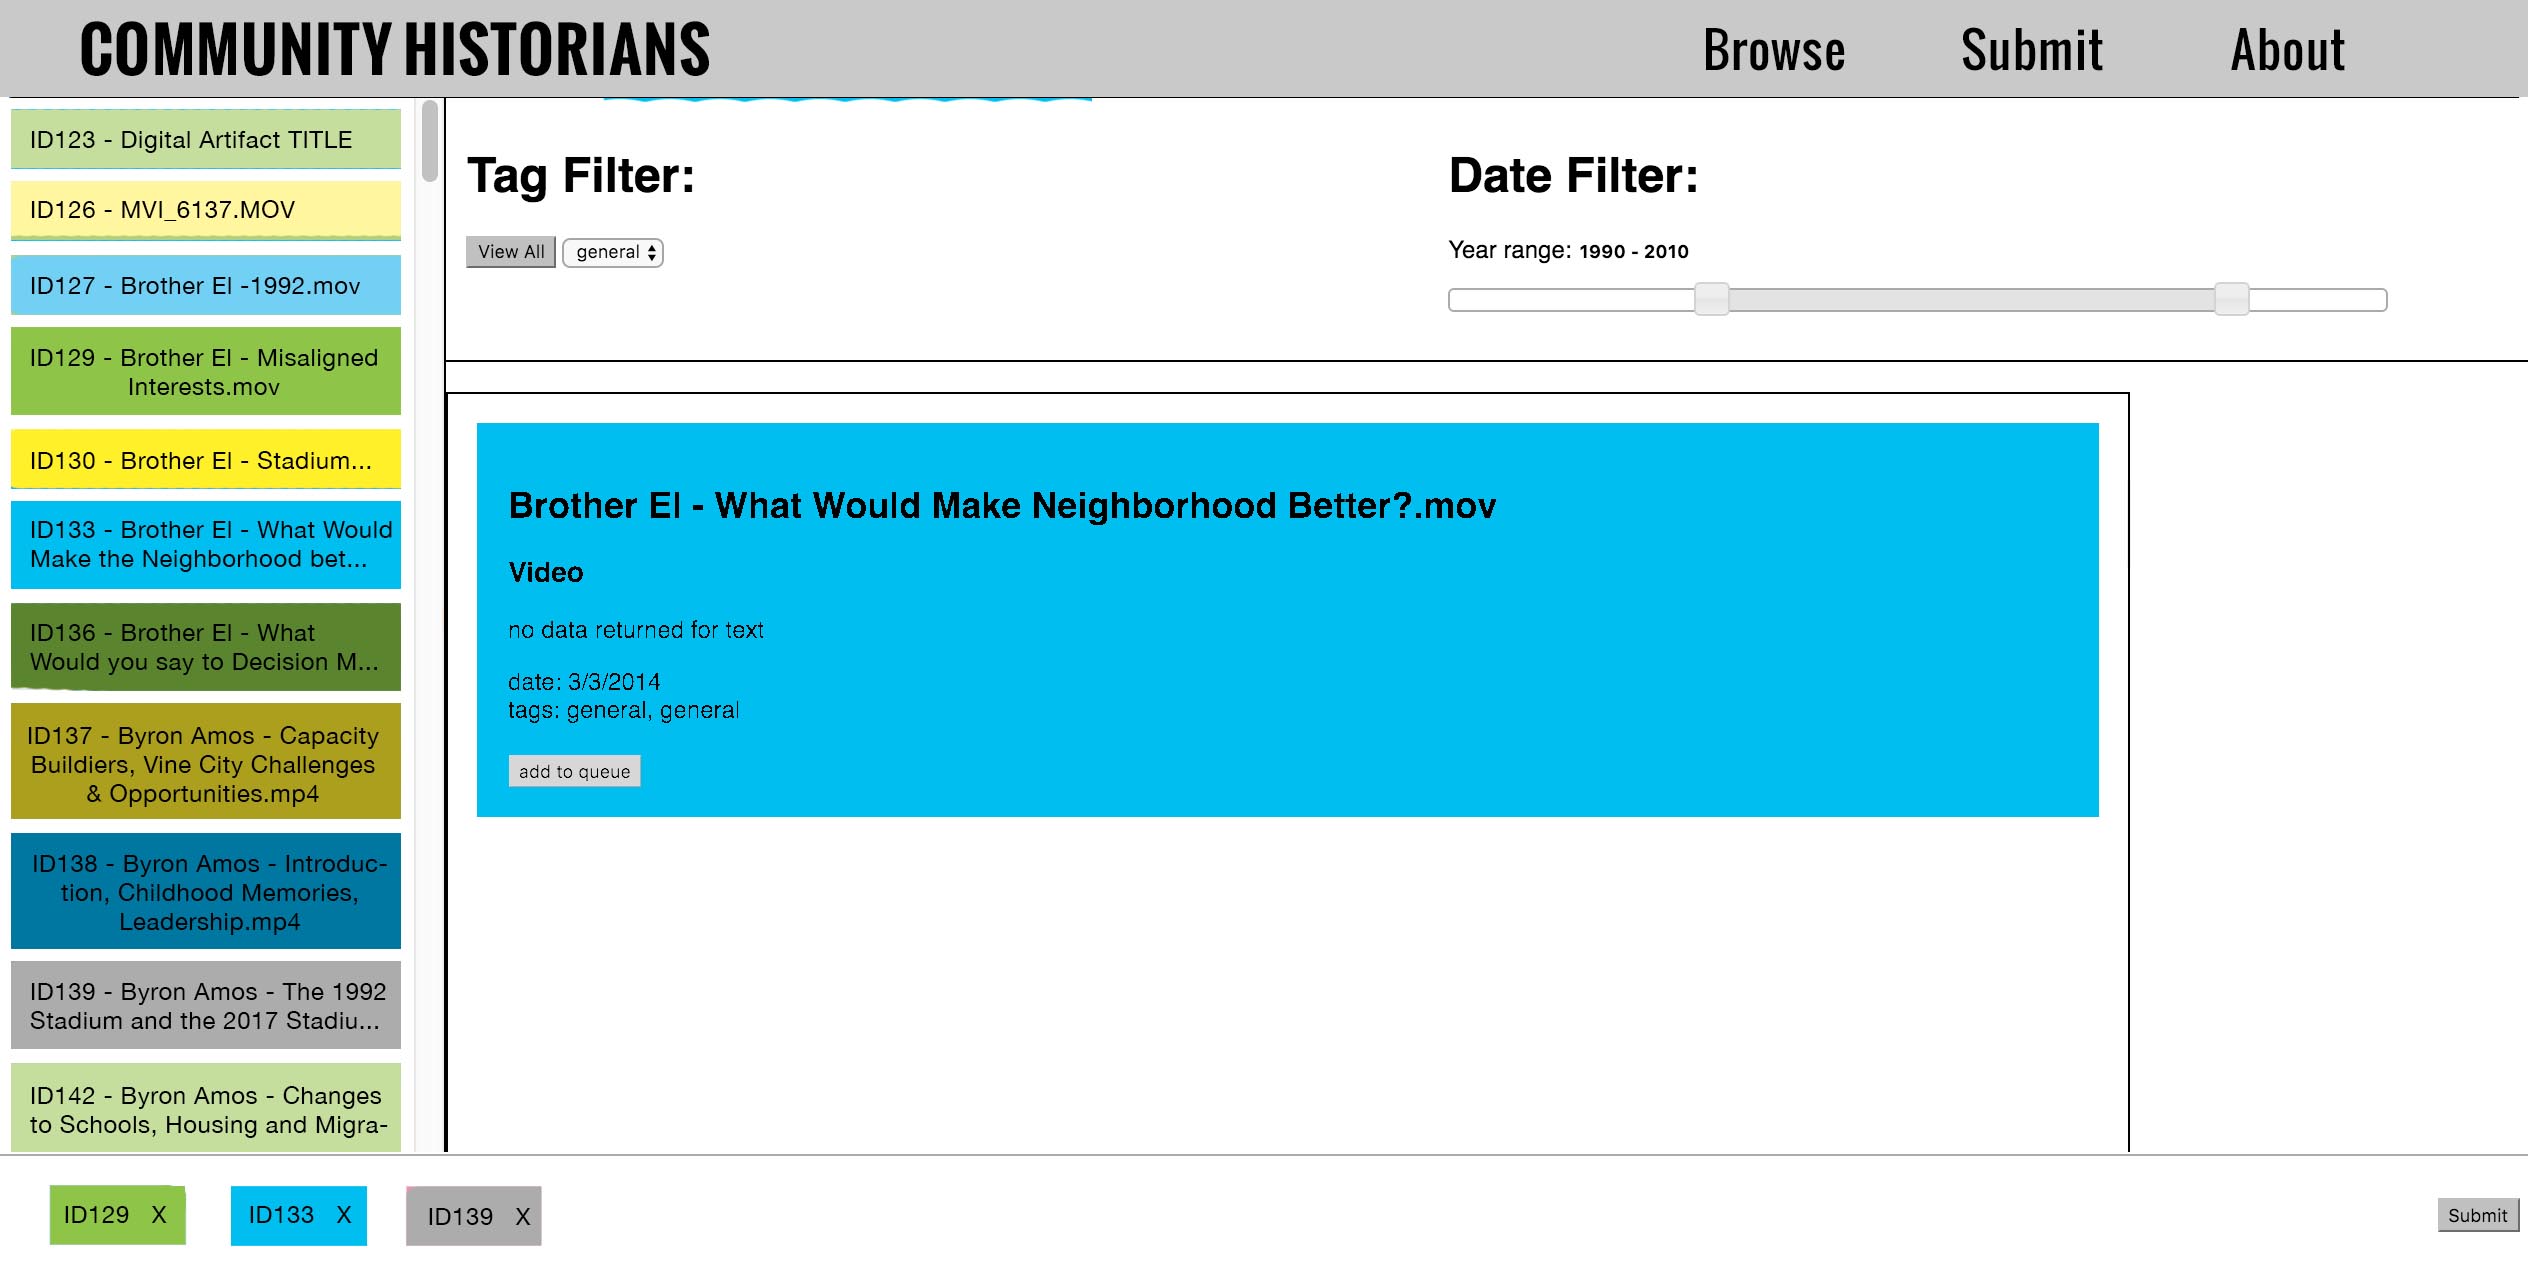 COMMUNITY HISTORIANS
Browse
Submit
About
ID123 - Digital Artifact TITLE
ID126 - MVI_6137.MOV
ID127 - Brother El -1992.mov
ID129 - Brother El - Misaligned
Interests.mov
ID130 - Brother El - Stadium...
ID133 - Brother El - What Would
Make the Neighborhood bet...
ID136 - Brother El - What
Would you say to Decision M...
ID137 - Byron Amos - Capacity
Buildiers, Vine City Challenges
& Opportunities.mp4
ID138 - Byron Amos - Introduc-
tion, Childhood Memories,
Leadership.mp4
ID139 - Byron Amos - The 1992
Stadium and the 2017 Stadiu...
ID142 - Byron Amos - Changes
to Schools, Housing and Migra-
Tag Filter:
View All
general
Date Filter:
Year range: 1990 - 2010
Brother El - What Would Make Neighborhood Better?.mov
Video
no data returned for text
date: 3/3/2014
tags: general, general
add to queue
ID129 X
ID133 X
ID139 X
Submit